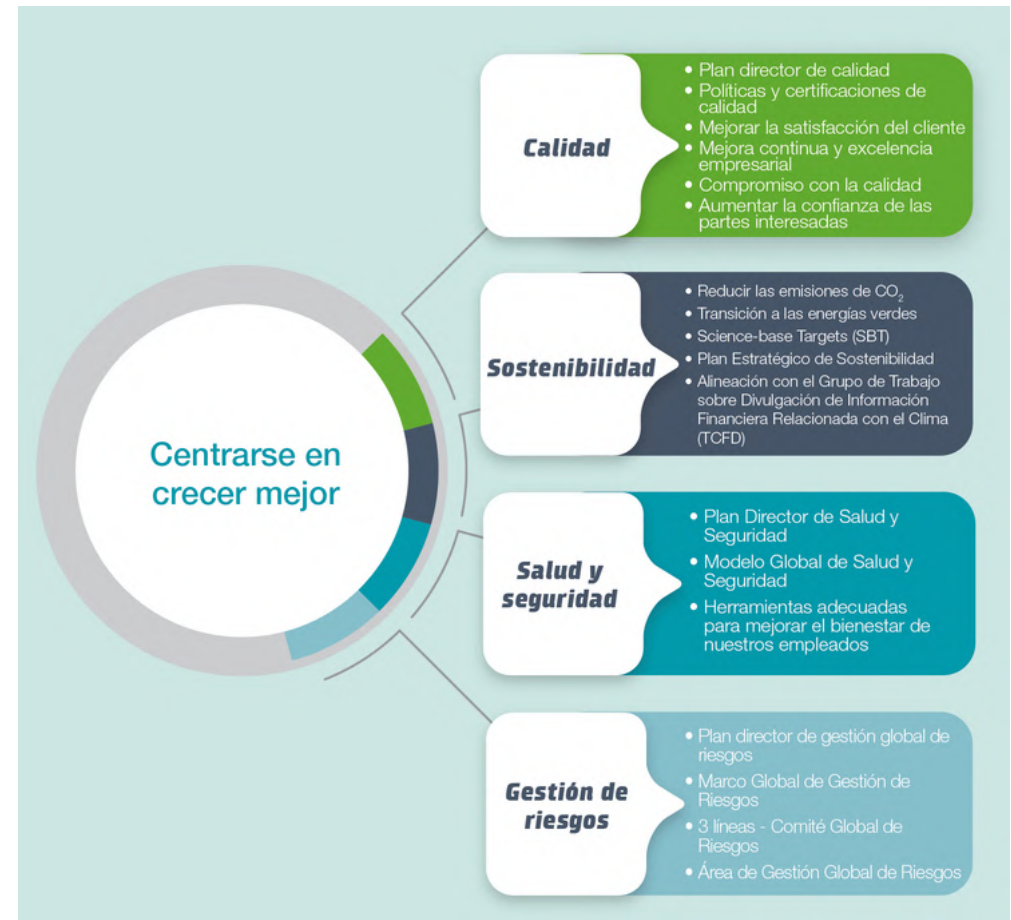 Calidad
• Plan director de calidad
• Políticas y certificaciones de
calidad
• Mejorar la satisfacción del cliente
• Mejora continua y excelencia
empresarial
• Compromiso con la calidad
• Aumentar la confianza de las
partes interesadas
Centrarse en
crecer mejor
Sostenibilidad
• Reducir las emisiones de CO₂
• Transición a las energías verdes
• Science-base Targets (SBT)
• Plan Estratégico de Sostenibilidad
• Alineación con el Grupo de Trabajo
sobre Divulgación de Información
Financiera Relacionada con el Clima
(TCFD)
Salud y
seguridad
• Plan Director de Salud y
Seguridad
• Modelo Global de Salud y
Seguridad
• Herramientas adecuadas
para mejorar el bienestar de
nuestros empleados
Gestión de
riesgos
• Plan director de gestión global de
riesgos
• Marco Global de Gestión de
Riesgos
• 3 líneas - Comité Global de
Riesgos
• Área de Gestión Global de Riesgos